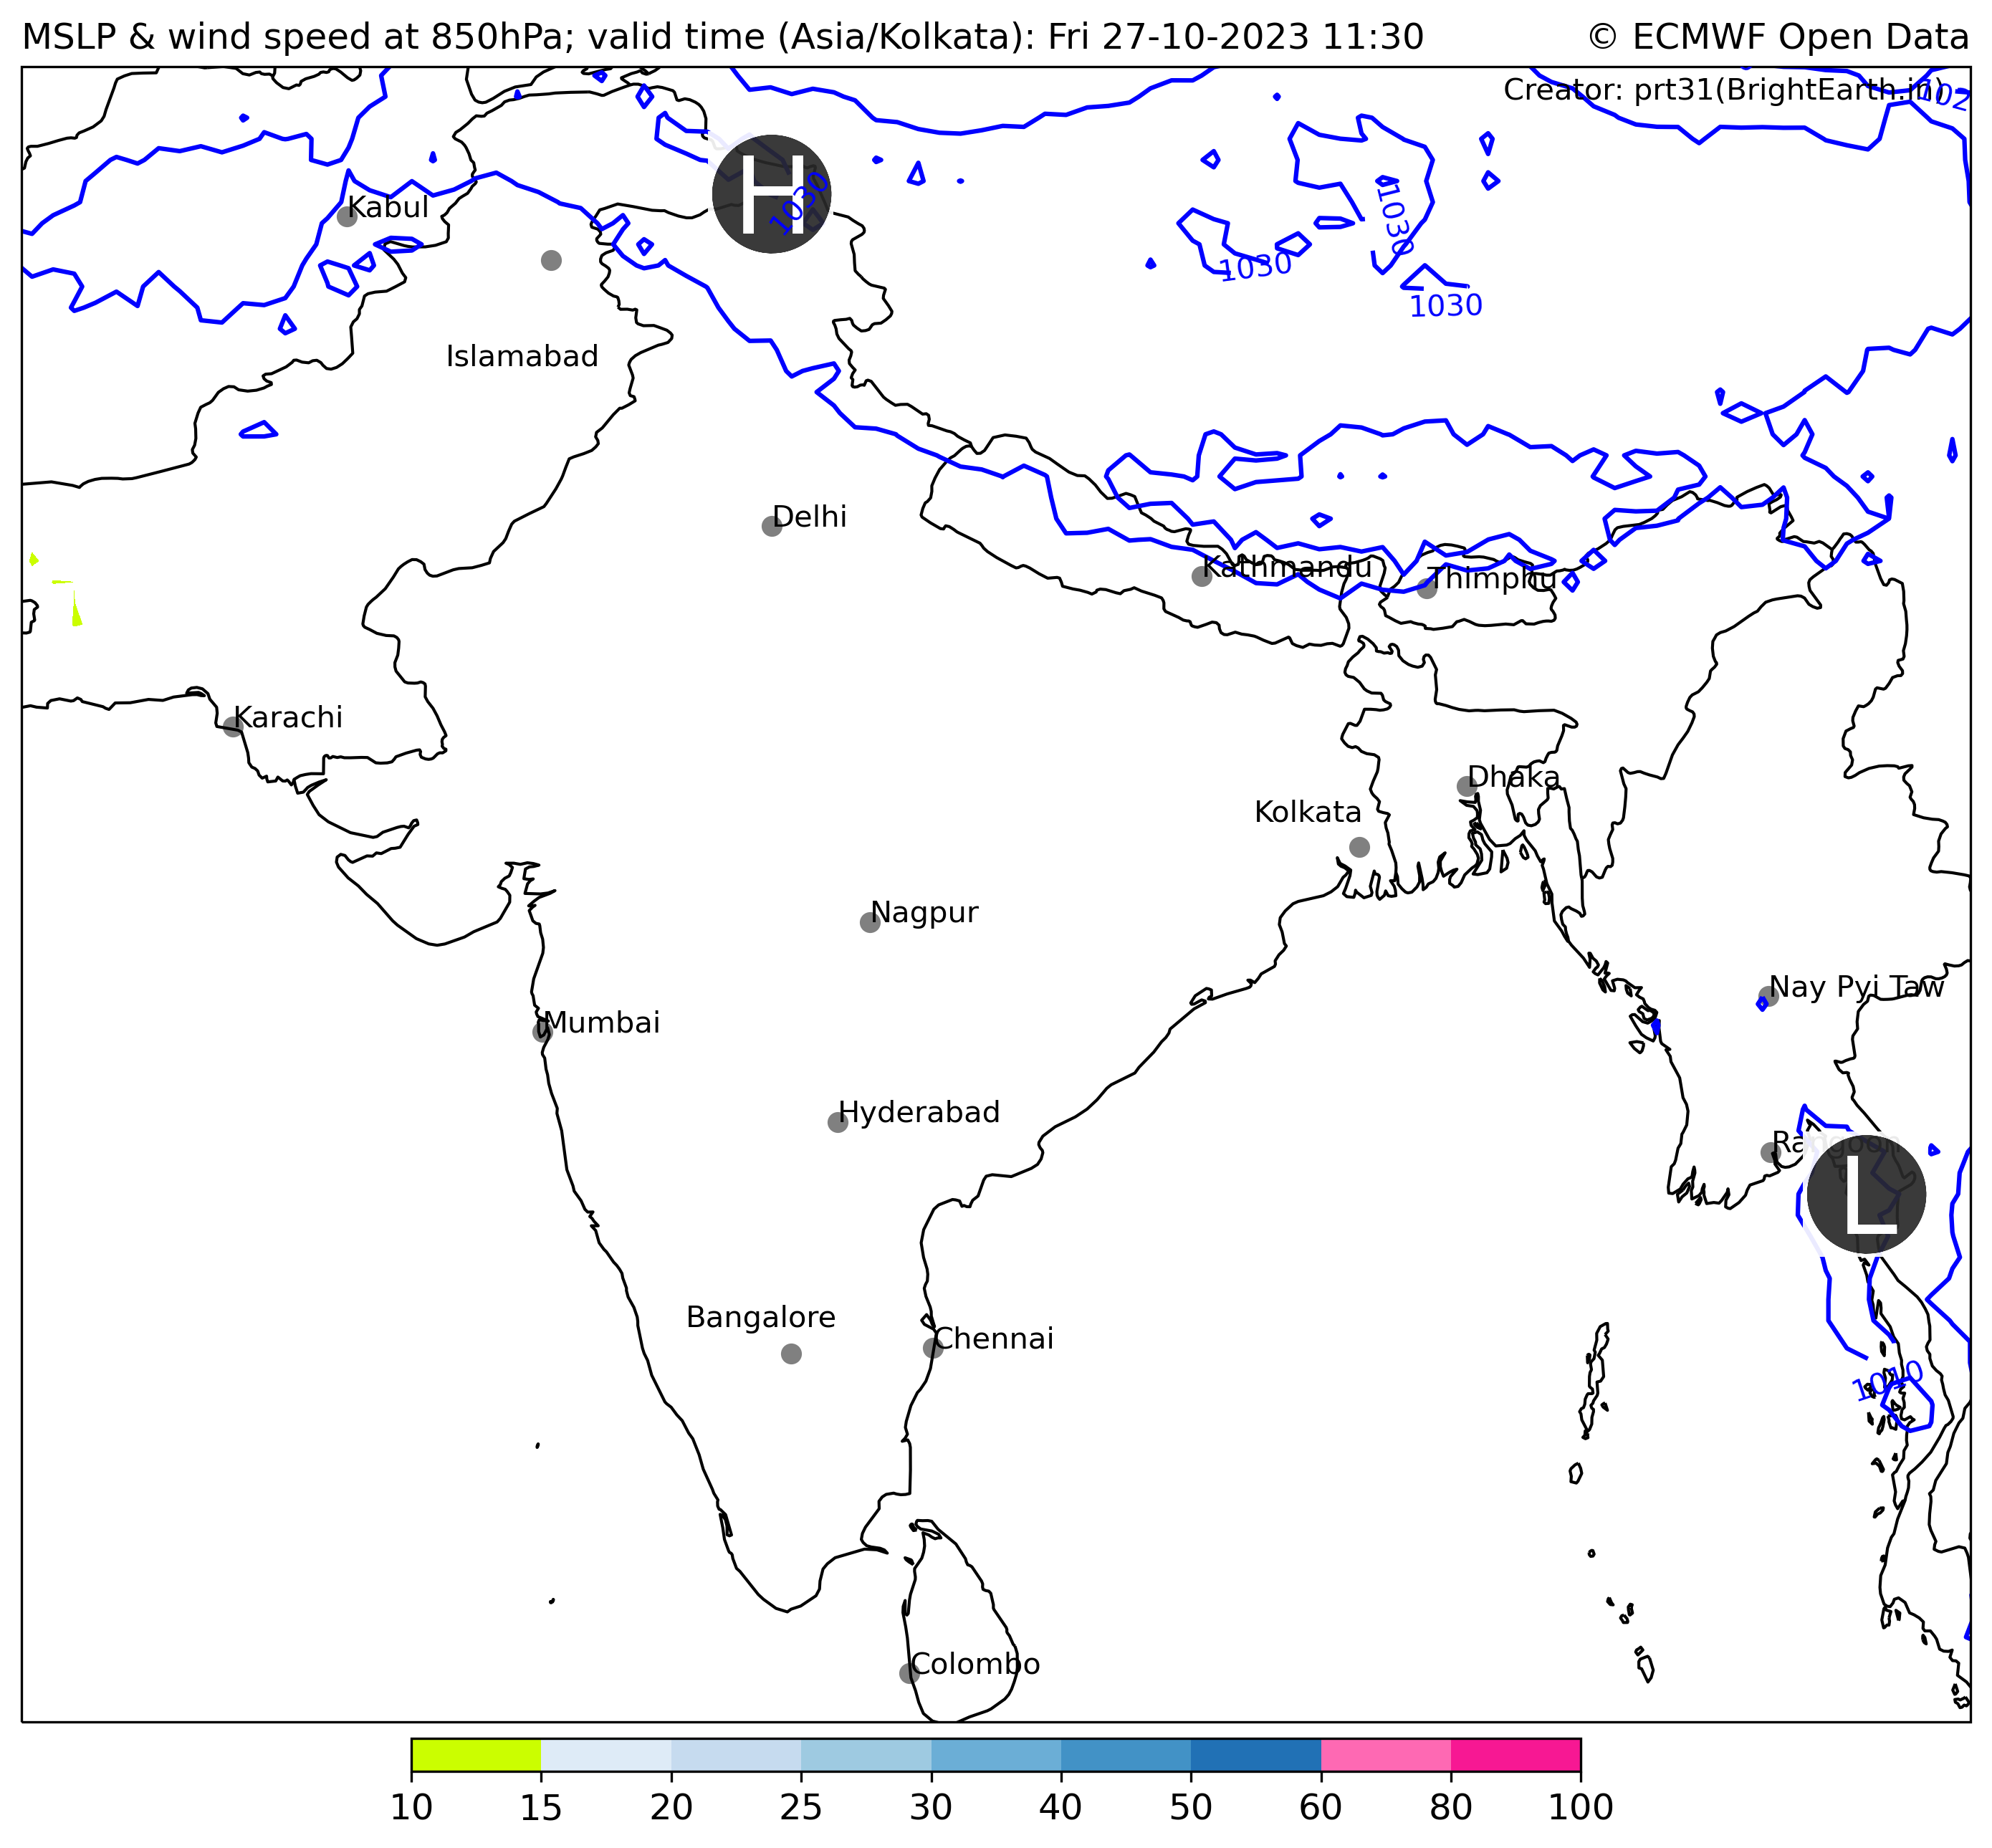 MSLP & wind speed at 850hPa; valid time (Asia/Kolkata): Fri 27-10-2023 11:30 © ECMWF Open Data
Creator: prt31(BrightEarth.in)
102
H
1030
1030
1030
1030
Kabul
Islamabad
Delhi
Kathmandu
Thimphu
Karachi
Dhaka
Kolkata
Nagpur
Nay Pyi Taw
Mumbai
Hyderabad
Rangoon
L
Bangalore
Chennai
1010
Colombo
10 15 20 25 30 40 50 60 80 100